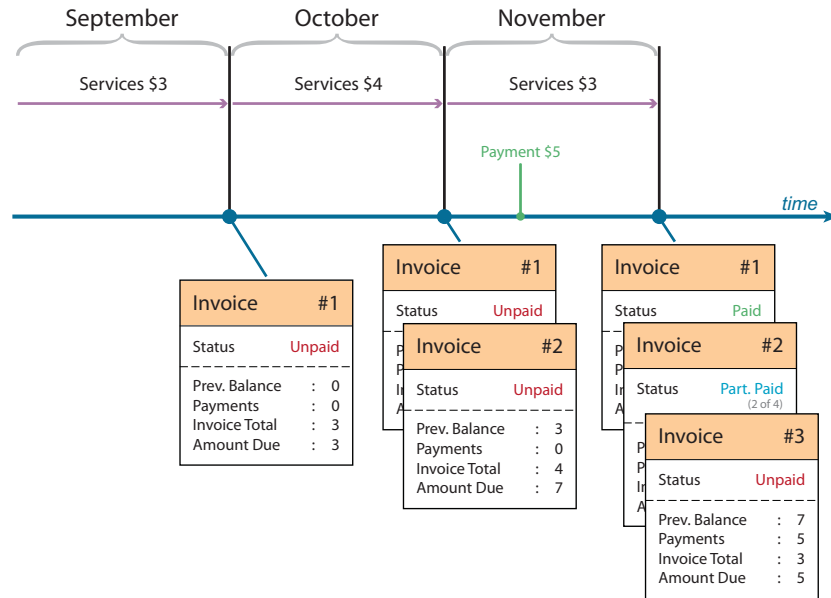 September
October
November
Services $3
Services $4
Services $3
Payment $5
time
Invoice #1
Status Unpaid
Prev. Balance : 0
Payments : 0
Invoice Total : 3
Amount Due : 3
Invoice #1
Status Unpaid
Invoice #2
Status Unpaid
Prev. Balance : 3
Payments : 0
Invoice Total : 4
Amount Due : 7
Invoice #1
Status Paid
Invoice #2
Status Part. Paid
(2 of 4)
Invoice #3
Status Unpaid
Prev. Balance : 7
Payments : 5
Invoice Total : 3
Amount Due : 5